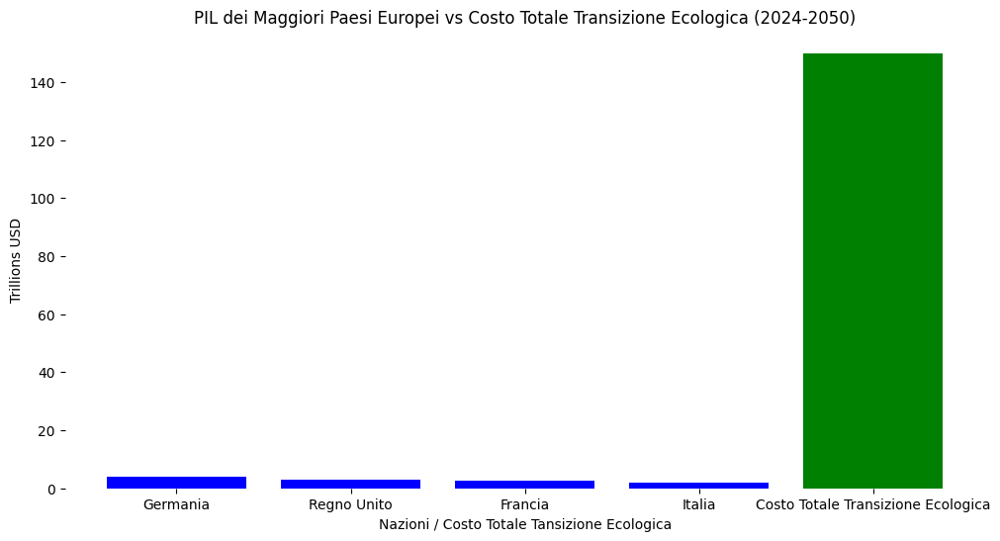 PIL dei Maggiori Paesi Europei vs Costo Totale Transizione Ecologica (2024-2050)
Trillions USD
140
120
100
80
60
40
20
0
Germania
Regno Unito
Francia
Italia
Costo Totale Transizione Ecologica
Nazioni / Costo Totale Tansizione Ecologica